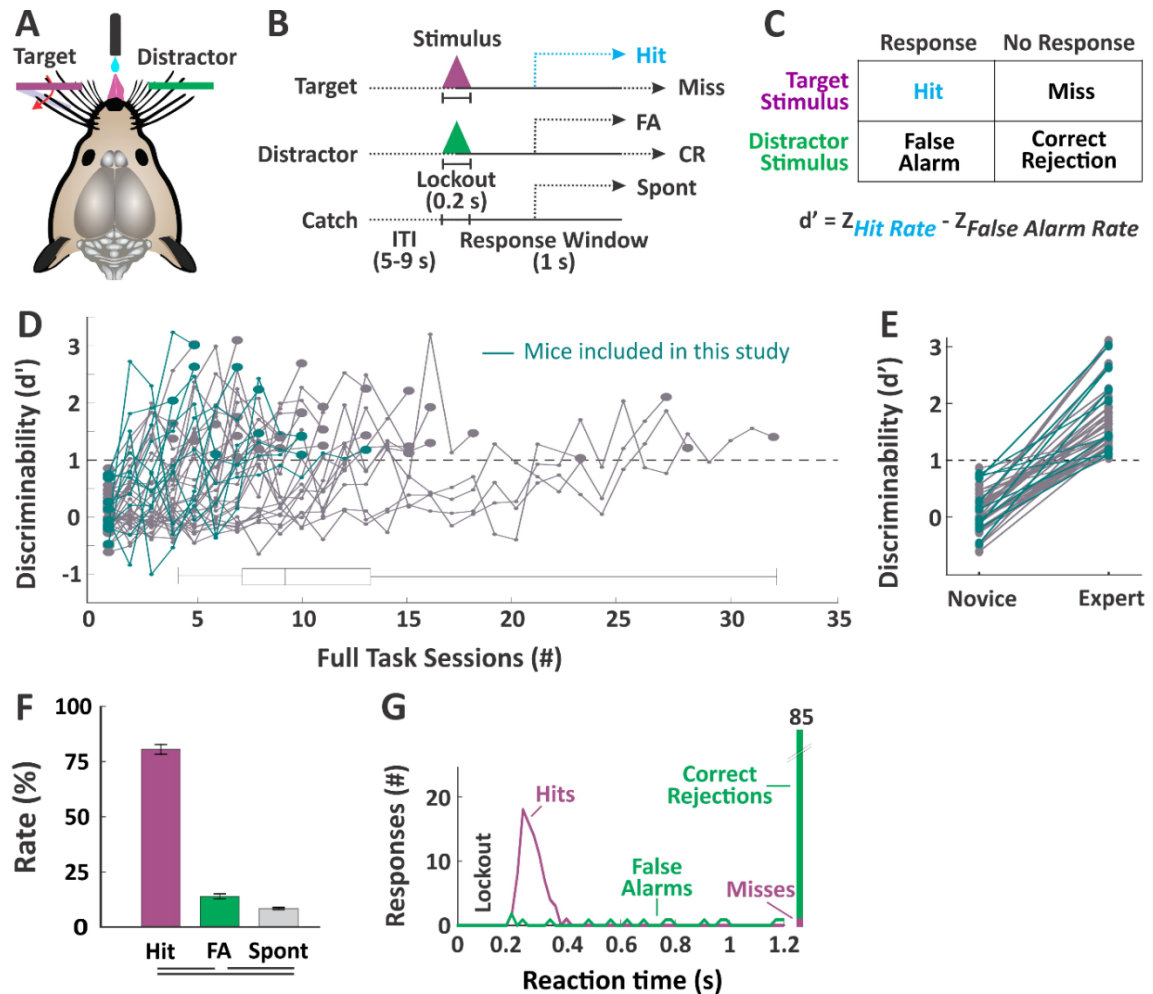 A
Target
Distractor
B
Stimulus
Hit
Target
Miss
FA
Distractor
CR
Lockout
(0.2 s)
Spont
Catch
ITI
(5-9 s)
Response Window
(1 s)
C
Response
No Response
Target
Stimulus
Hit
Miss
Distractor
Stimulus
False
Alarm
Correct
Rejection
d' = Z Hit Rate - Z False Alarm Rate
D
Discriminability (d')
3
2
1
0
-1
Mice included in this study
0 5 10 15 20 25 30 35
Full Task Sessions (#)
E
Discriminability (d')
3
2
1
0
Novice Expert
F
Rate (%)
100
75
50
25
0
Hit FA Spont
G
Responses (#)
20
0
Lockout
Hits
False
Alarms
Correct
Rejections
Misses
85
0 0.2 0.4 0.6 0.8 1 1.2
Reaction time (s)